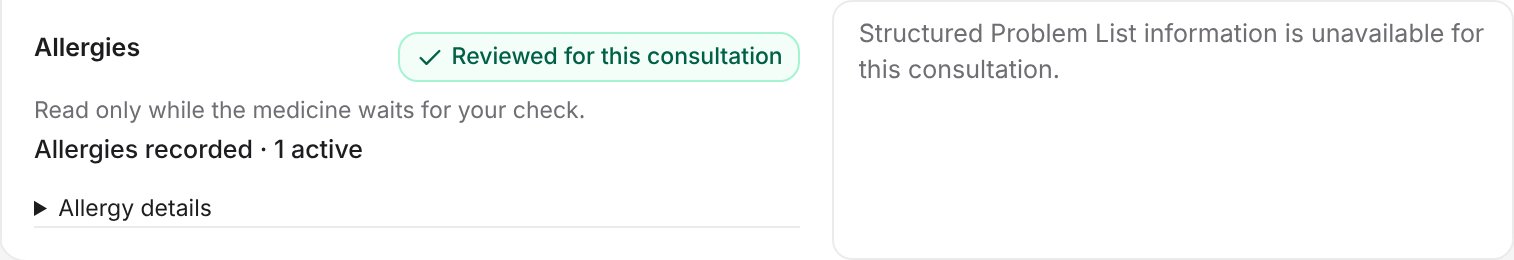 Allergies
Reviewed for this consultation
Read only while the medicine waits for your check.
Allergies recorded · 1 active
Allergy details
Structured Problem List information is unavailable for
this consultation.